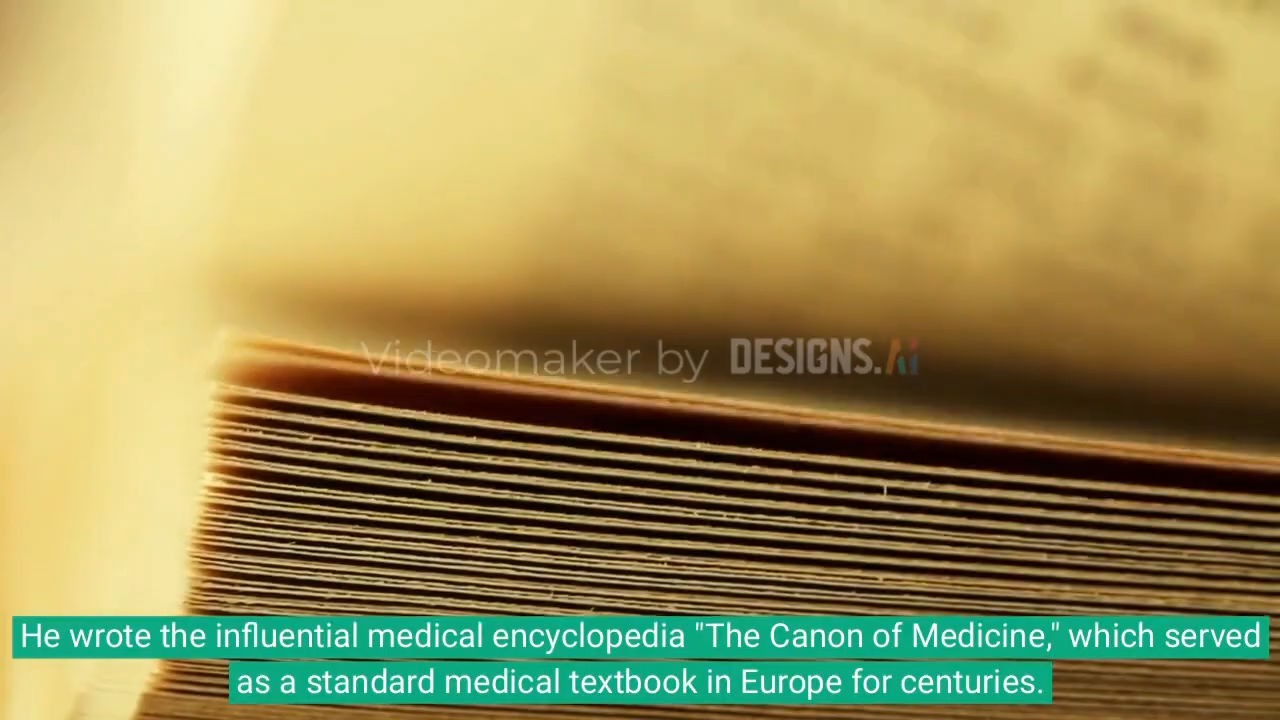 Videomaker by DESIGNS.Ai
He wrote the influential medical encyclopedia "The Canon of Medicine," which served
as a standard medical textbook in Europe for centuries.